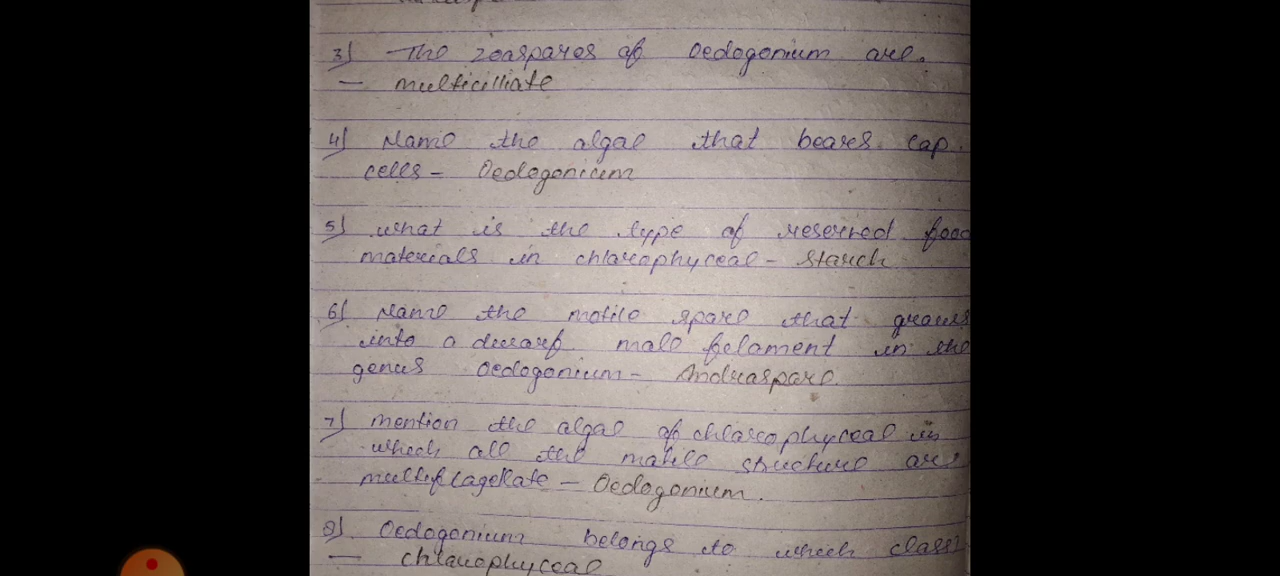 3) The zoospores of Oedogonium are.
— multicilliate
4) Name the algae that beares cap
cells - Oedogonium
5) what is the type of reserved food
materials in chlorophyceae - starch
6) Name the motile spore that grows
into a dwarf male filament in the
genus Oedogonium - Androspore.
7) mention the algae of chlorophyceae in
which all the motile structure are
multiflagellate - Oedogonium.
8) Oedogonium belongs to which class
— chlorophyceae